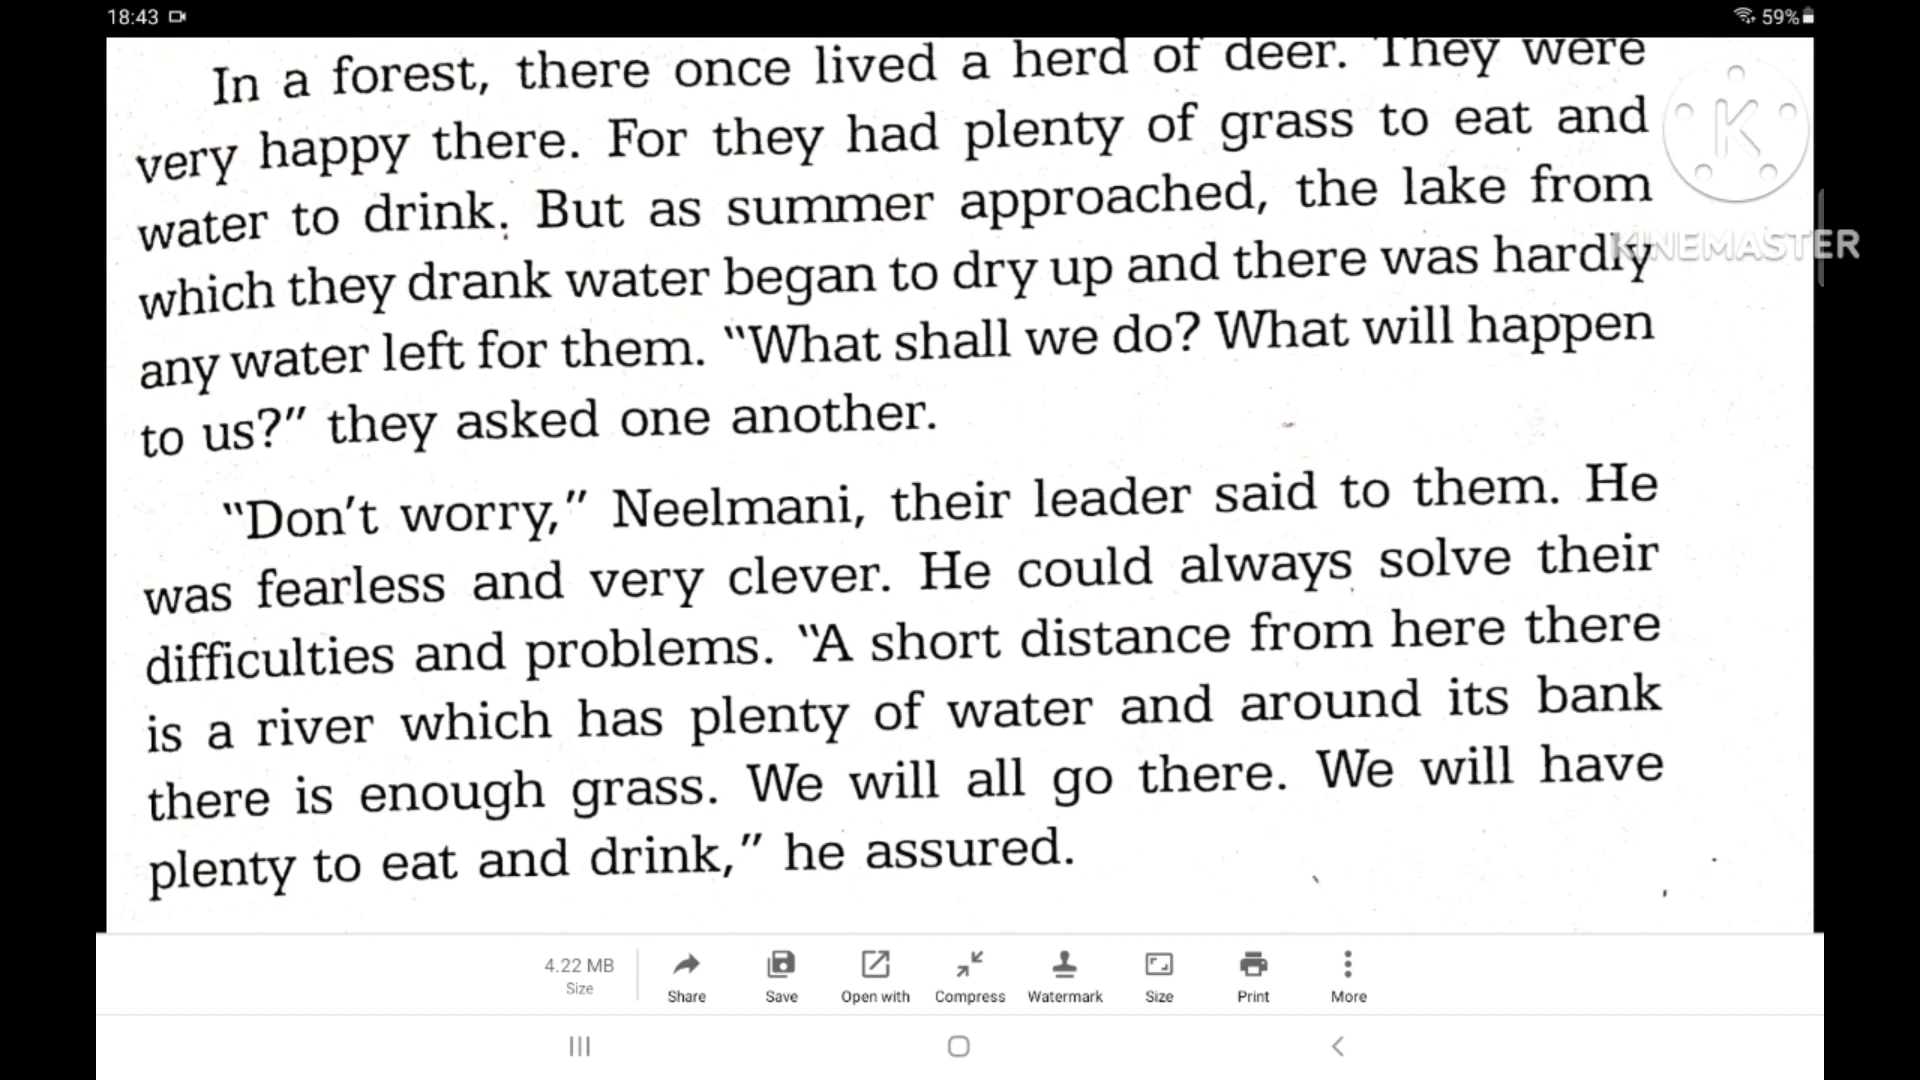 18:43
59%
In a forest, there once lived a herd of deer. They were
very happy there. For they had plenty of grass to eat and
water to drink. But as summer approached, the lake from
which they drank water began to dry up and there was hardly
any water left for them. "What shall we do? What will happen
to us?" they asked one another.
"Don't worry," Neelmani, their leader said to them. He
was fearless and very clever. He could always solve their
difficulties and problems. "A short distance from here there
is a river which has plenty of water and around its bank
there is enough grass. We will all go there. We will have
plenty to eat and drink," he assured.
K
KINEMASTER
4.22 MB
Size
Share
Save
Open with
Compress
Watermark
Size
Print
More